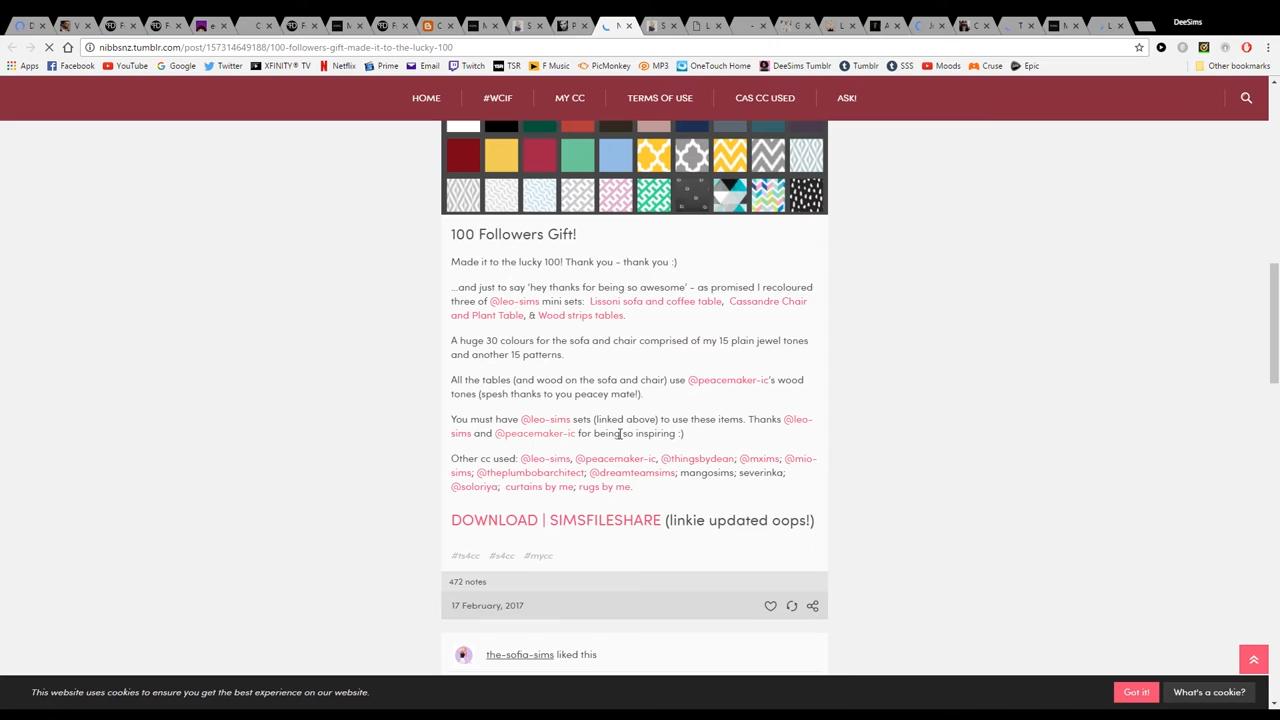 DeeSims
nibbsnz.tumblr.com/post/157314649188/100-followers-gift-made-it-to-the-lucky-100
Apps Facebook YouTube Google Twitter XFINITY® TV Netflix Prime Email Twitch TSR F Music PicMonkey MP3 OneTouch Home DeeSims Tumblr Tumblr SSS Moods Cruse Epic Other bookmarks
HOME #WCIF MY CC TERMS OF USE CAS CC USED ASK!
100 Followers Gift!
Made it to the lucky 100! Thank you - thank you :)
...and just to say 'hey thanks for being so awesome' - as promised I recoloured
three of @leo-sims mini sets: Lissoni sofa and coffee table, Cassandre Chair
and Plant Table, & Wood strips tables.
A huge 30 colours for the sofa and chair comprised of my 15 plain jewel tones
and another 15 patterns.
All the tables (and wood on the sofa and chair) use @peacemaker-ic's wood
tones (spesh thanks to you peacey mate!).
You must have @leo-sims sets (linked above) to use these items. Thanks @leo-
sims and @peacemaker-ic for being so inspiring :)
Other cc used: @leo-sims, @peacemaker-ic, @thingsbydean; @mxims; @mio-
sims; @theplumbobarchitect; @dreamteamsims; mangosims; severinka;
@soloriya; curtains by me; rugs by me.
DOWNLOAD | SIMSFILESHARE (linkie updated oops!)
#ts4cc #s4cc #mycc
472 notes
17 February, 2017
the-sofia-sims liked this
This website uses cookies to ensure you get the best experience on our website. Got it! What's a cookie?